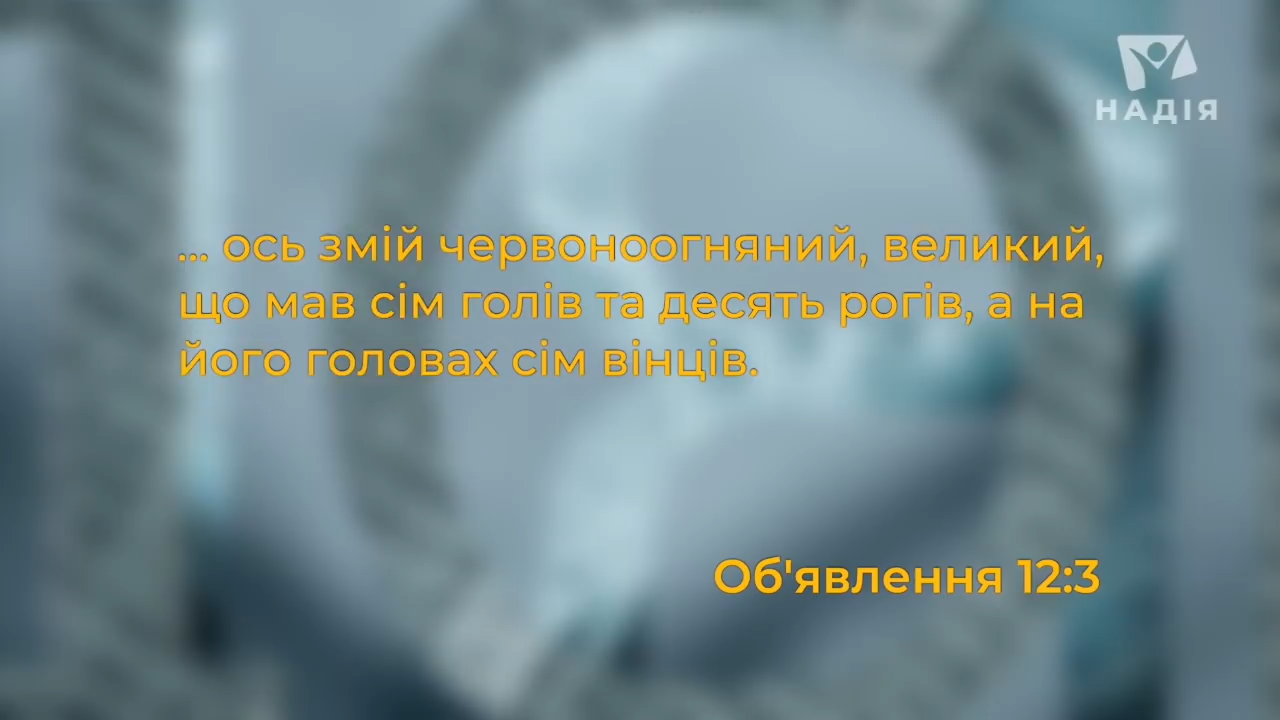 НАДІЯ
... ось змій червоноогняний, великий,
що мав сім голів та десять рогів, а на
його головах сім вінців.
Об'явлення 12:3